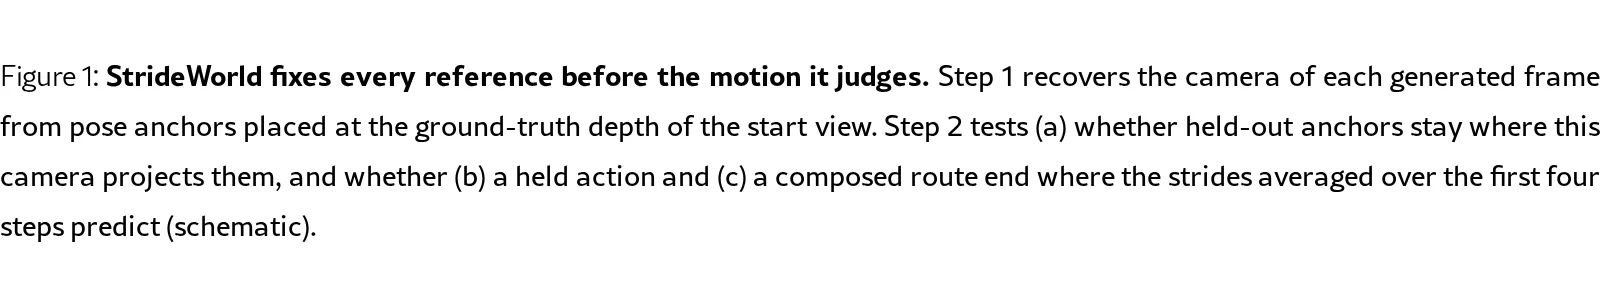 Figure 1: StrideWorld fixes every reference before the motion it judges. Step 1 recovers the camera of each generated frame
from pose anchors placed at the ground-truth depth of the start view. Step 2 tests (a) whether held-out anchors stay where this
camera projects them, and whether (b) a held action and (c) a composed route end where the strides averaged over the first four
steps predict (schematic).